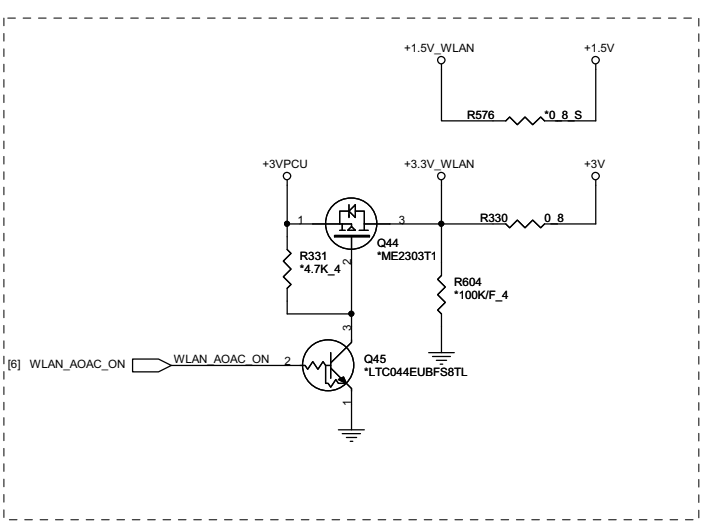 +1.5V_WLAN +1.5V
R576 *0_8_S
+3VPCU +3.3V_WLAN +3V
1 3 R330 0_8
Q44
*ME2303T1
R331
*4.7K_4
2
R604
*100K/F_4
3
[6] WLAN_AOAC_ON WLAN_AOAC_ON 2
Q45
*LTC044EUBFS8TL
1